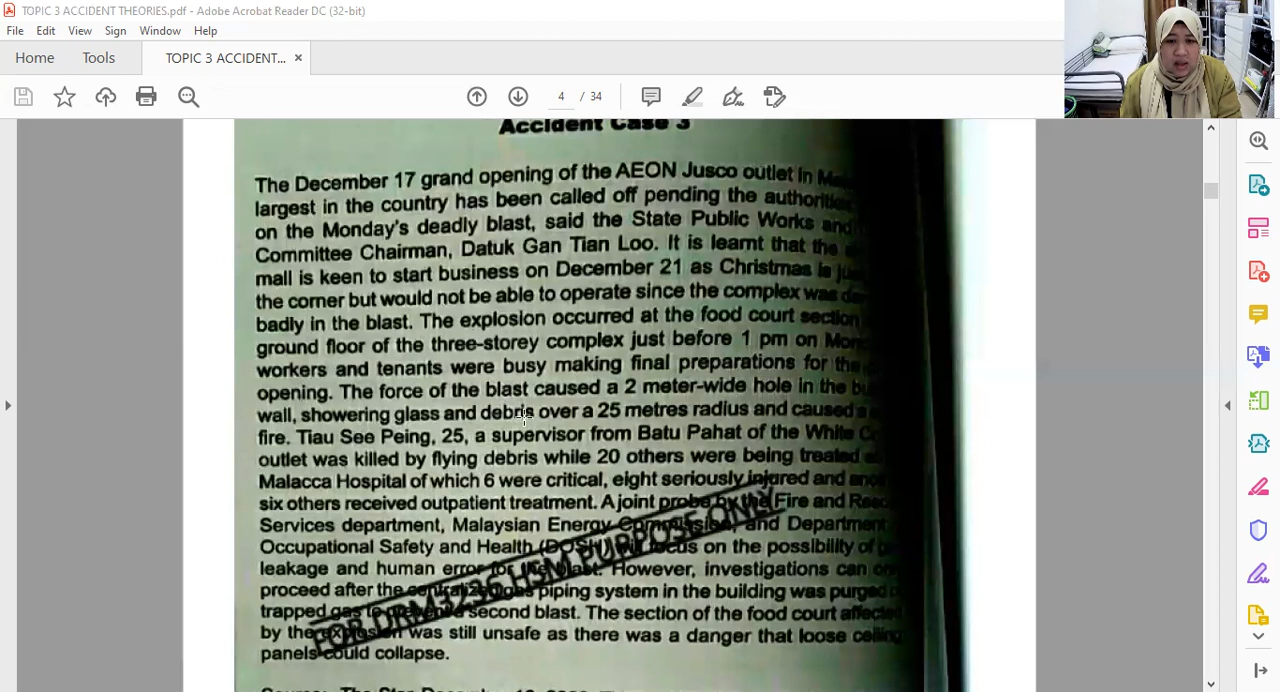 TOPIC 3 ACCIDENT THEORIES.pdf - Adobe Acrobat Reader DC (32-bit)
File Edit View Sign Window Help
Home Tools TOPIC 3 ACCIDENT... ×
4 / 34
Accident Case 3
The December 17 grand opening of the AEON Jusco outlet in
largest in the country has been called off pending the authorities
on the Monday's deadly blast, said the State Public Works and
Committee Chairman, Datuk Gan Tian Loo. It is learnt that the
mall is keen to start business on December 21 as Christmas is
the corner but would not be able to operate since the complex was
badly in the blast. The explosion occurred at the food court section
ground floor of the three-storey complex just before 1 pm on
workers and tenants were busy making final preparations for the
opening. The force of the blast caused a 2 meter-wide hole in the
wall, showering glass and debris over a 25 metres radius and caused
fire. Tiau See Peing, 25, a supervisor from Batu Pahat of the White
outlet was killed by flying debris while 20 others were being treated
Malacca Hospital of which 6 were critical, eight seriously injured and
six others received outpatient treatment. A joint probe by the Fire and
Services department, Malaysian Energy Commission, and Department
Occupational Safety and Health (DOSH) will focus on the possibility of
leakage and human error for the blast. However, investigations can
proceed after the centralized gas piping system in the building was purged
trapped gas to prevent a second blast. The section of the food court affected
by the explosion was still unsafe as there was a danger that loose ceiling
panels could collapse.
FOR DRM3236 HSM PURPOSE ONLY